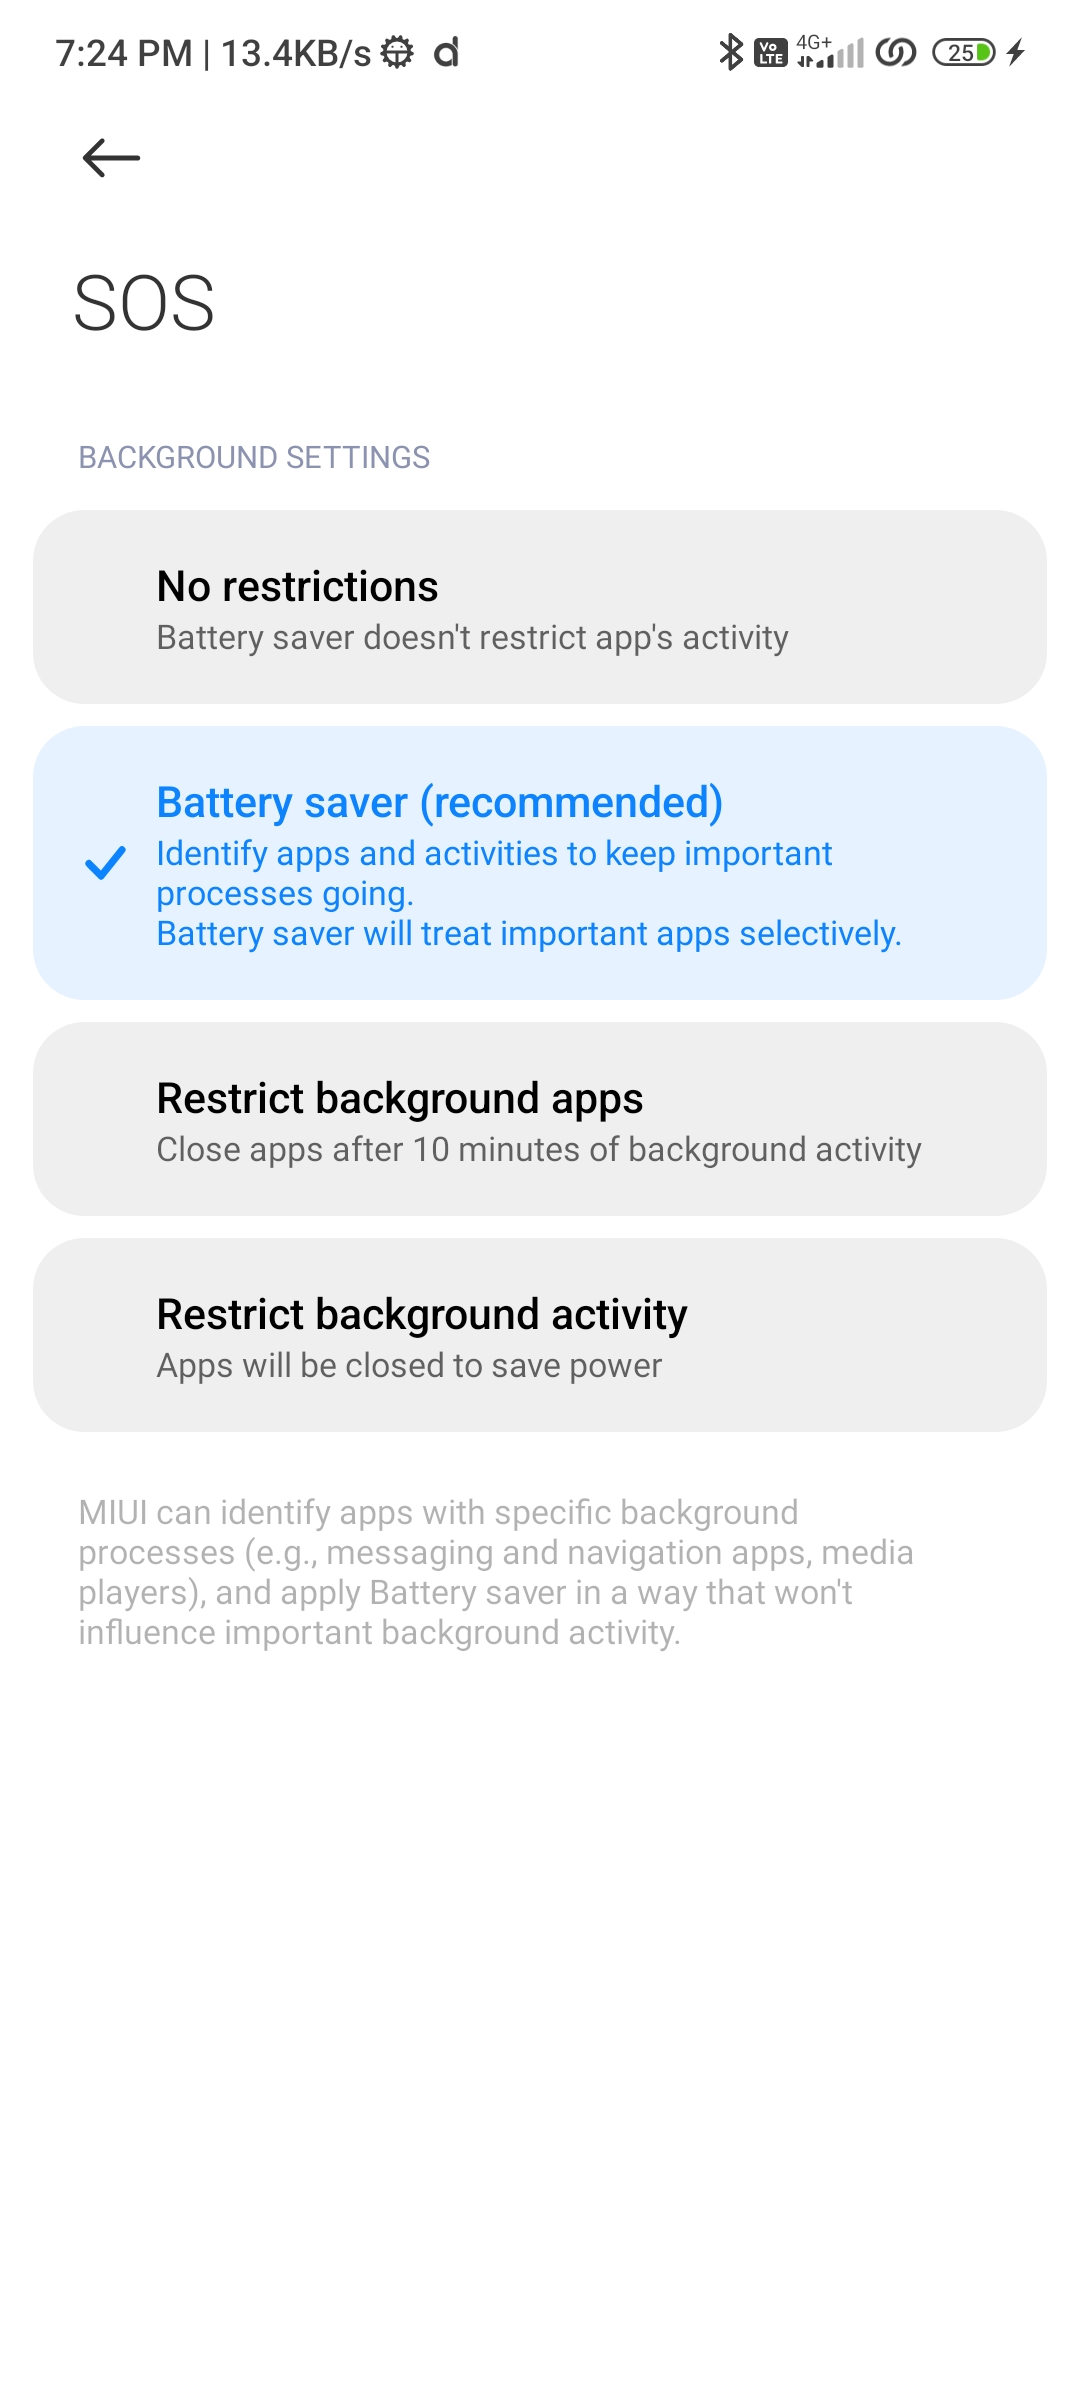 7:24 PM | 13.4KB/s d Vo LTE 4G+ 25
SOS
BACKGROUND SETTINGS
No restrictions
Battery saver doesn't restrict app's activity
Battery saver (recommended)
Identify apps and activities to keep important
processes going.
Battery saver will treat important apps selectively.
Restrict background apps
Close apps after 10 minutes of background activity
Restrict background activity
Apps will be closed to save power
MIUI can identify apps with specific background
processes (e.g., messaging and navigation apps, media
players), and apply Battery saver in a way that won't
influence important background activity.